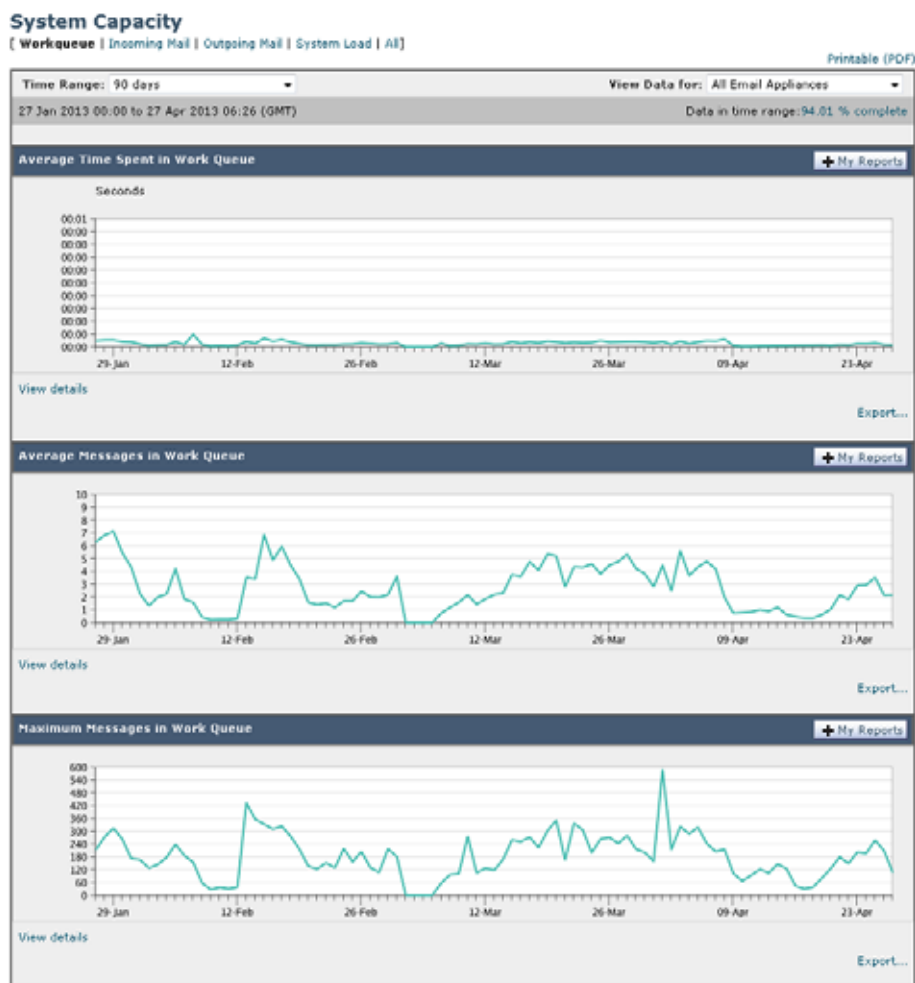 System Capacity
[ Workqueue | Incoming Mail | Outgoing Mail | System Load | All]
Printable (PDF)
Time Range: 90 days View Data for: All Email Appliances
27 Jan 2013 00:00 to 27 Apr 2013 06:26 (GMT) Data in time range:94.01 % complete
Average Time Spent in Work Queue + My Reports
Seconds
00:01
00:00
00:00
00:00
00:00
00:00
00:00
00:00
00:00
00:00
00:00
29-Jan 12-Feb 26-Feb 12-Mar 26-Mar 09-Apr 23-Apr
View details
Export...
Average Messages in Work Queue + My Reports
10
9
8
7
6
5
4
3
2
1
0
29-Jan 12-Feb 26-Feb 12-Mar 26-Mar 09-Apr 23-Apr
View details
Export...
Maximum Messages in Work Queue + My Reports
600
540
480
420
360
300
240
180
120
60
0
29-Jan 12-Feb 26-Feb 12-Mar 26-Mar 09-Apr 23-Apr
View details
Export...